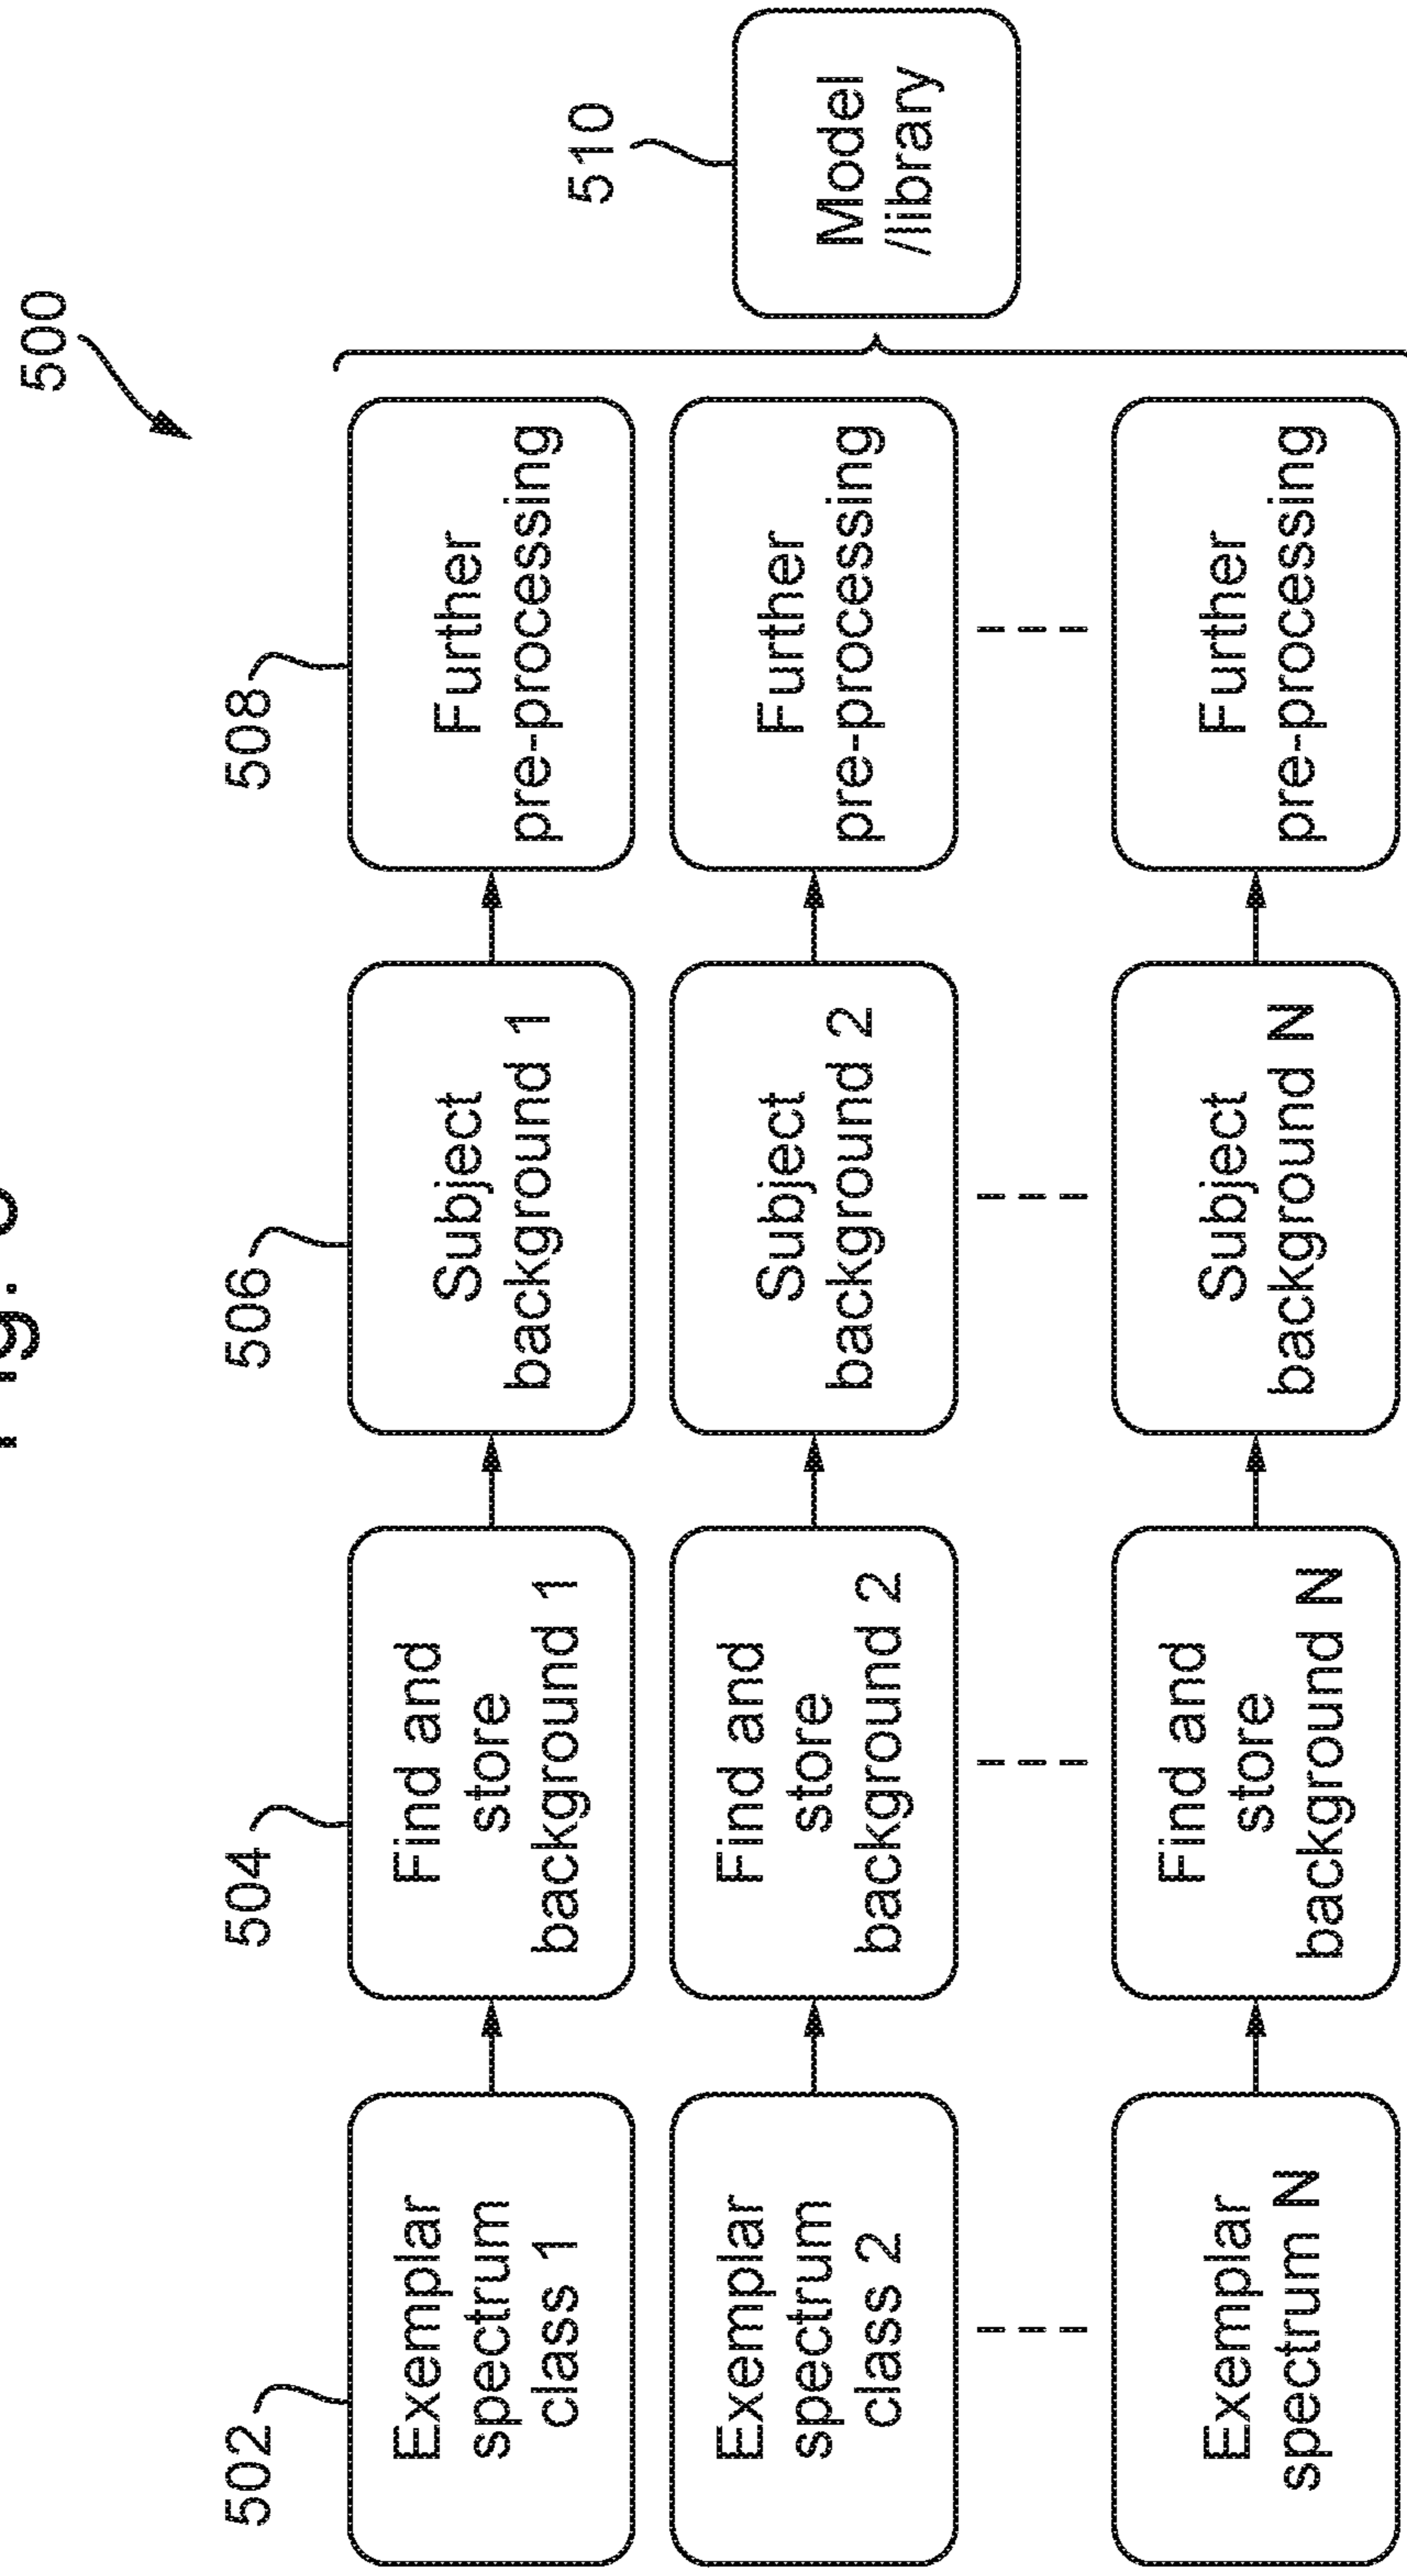 500
502
504
506
508
510
Exemplar
spectrum
class 1
Find and
store
background 1
Subject
background 1
Further
pre-processing
Exemplar
spectrum
class 2
Find and
store
background 2
Subject
background 2
Further
pre-processing
Exemplar
spectrum N
Find and
store
background N
Subject
background N
Further
pre-processing
Model
/library